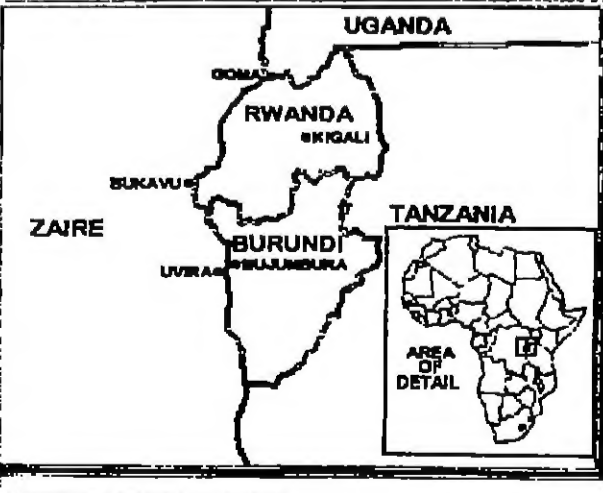 UGANDA
GOMA
RWANDA
KIGALI
BUKAVU
ZAIRE
TANZANIA
BURUNDI
UVIRA
BUJUMBURA
AREA
OF
DETAIL